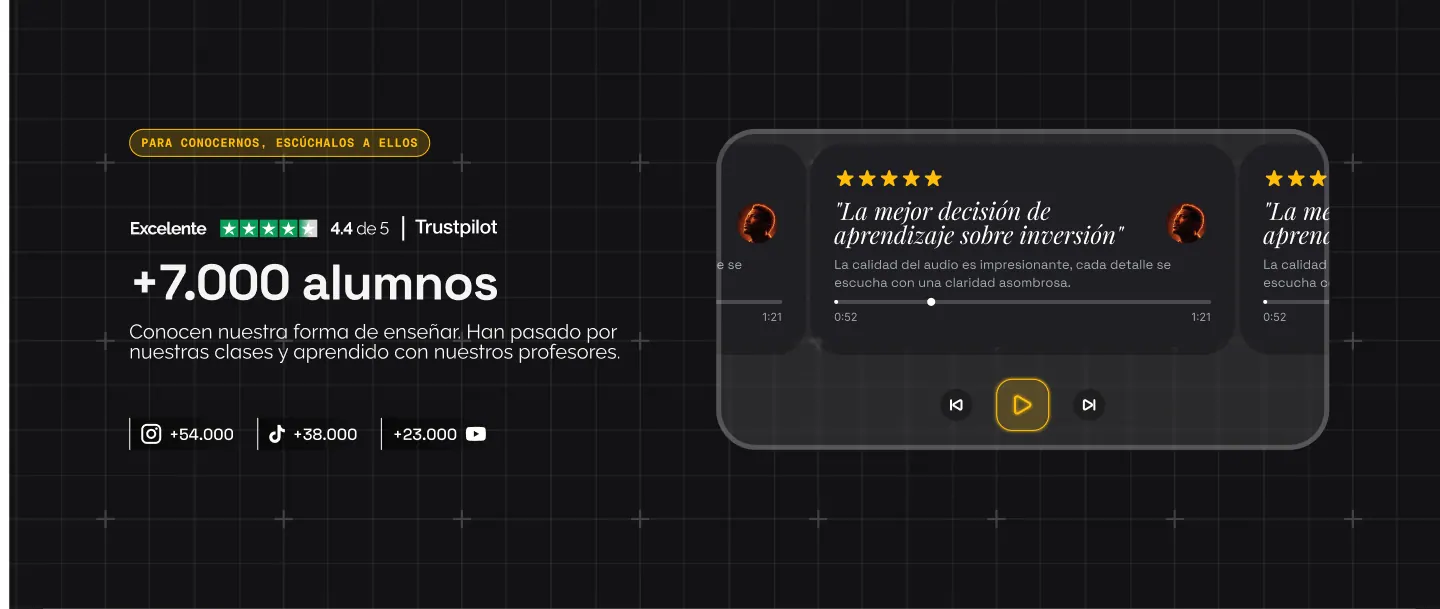 PARA CONOCERNOS, ESCÚCHALOS A ELLOS
Excelente 4.4 de 5 | Trustpilot
+7.000 alumnos
Conocen nuestra forma de enseñar. Han pasado por
nuestras clases y aprendido con nuestros profesores.
+54.000 +38.000 +23.000
e se
1:21
"La mejor decisión de
aprendizaje sobre inversión"
La calidad del audio es impresionante, cada detalle se
escucha con una claridad asombrosa.
0:52 1:21
"La me
aprend
La calidad
escucha c
0:52